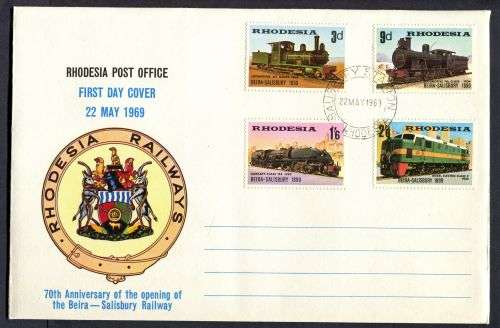 RHODESIA POST OFFICE
FIRST DAY COVER
22 MAY 1969
RHODESIA RAILWAYS
70th Anniversary of the opening of
the Beira — Salisbury Railway
RHODESIA
3d
BEIRA-SALISBURY 1899
RHODESIA
9d
BEIRA-SALISBURY 1899
22 MAY 1969
RHODESIA
1/6
BEIRA-SALISBURY 1899
RHODESIA
BEIRA-SALISBURY 1899